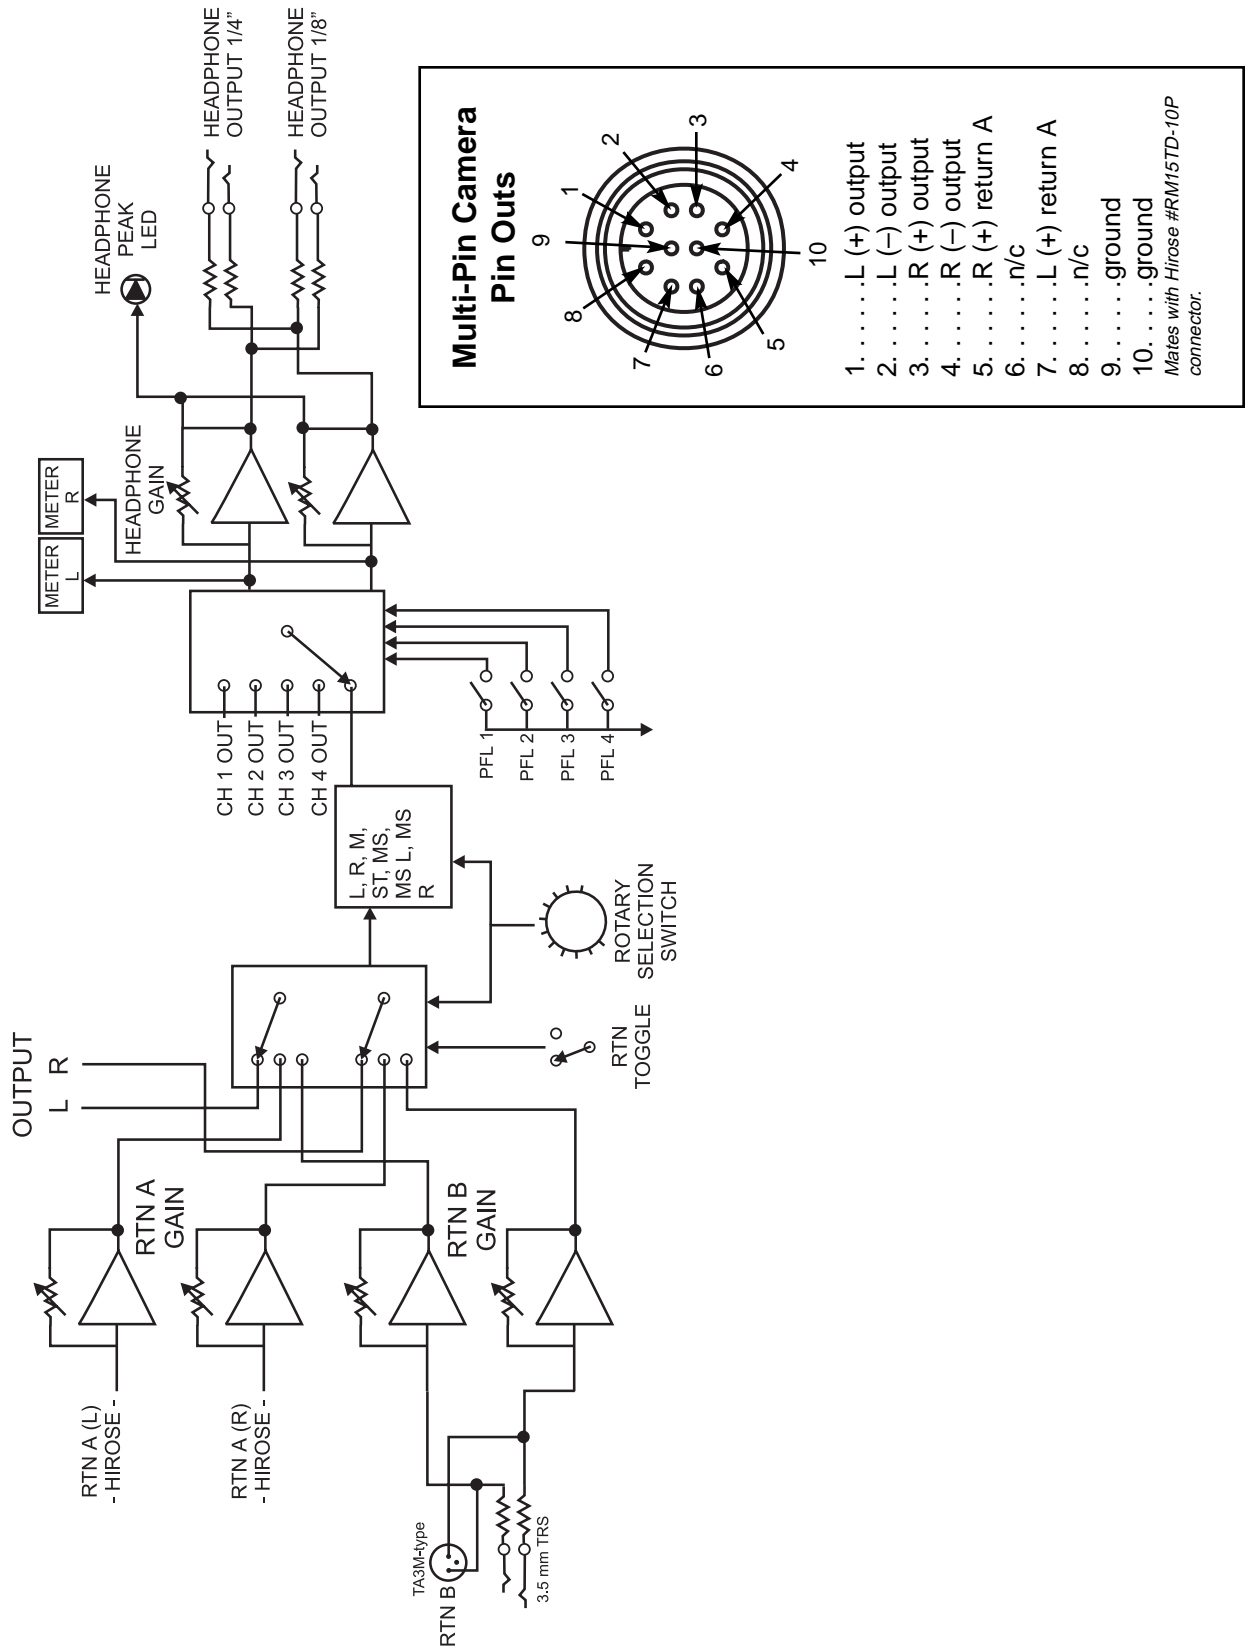 RTN A (L)
- HIROSE -
RTN A (R)
- HIROSE -
TA3M-type
RTN B
3.5 mm TRS
RTN A
GAIN
RTN B
GAIN
OUTPUT
L R
RTN
TOGGLE
ROTARY
SELECTION
SWITCH
L, R, M,
ST, MS,
MS L, MS
R
CH 1 OUT
CH 2 OUT
CH 3 OUT
CH 4 OUT
PFL 1
PFL 2
PFL 3
PFL 4
METER
L
METER
R
HEADPHONE
GAIN
HEADPHONE
PEAK
LED
HEADPHONE
OUTPUT 1/4"
HEADPHONE
OUTPUT 1/8"
Multi-Pin Camera
Pin Outs
1
2
3
4
5
6
7
8
9
10
1. . . . . . .L (+) output
2. . . . . . .L (–) output
3. . . . . . .R (+) output
4. . . . . . .R (–) output
5. . . . . . .R (+) return A
6. . . . . . .n/c
7. . . . . . .L (+) return A
8. . . . . . .n/c
9. . . . . . .ground
10. . . . . .ground
Mates with Hirose #RM15TD-10P
connector.